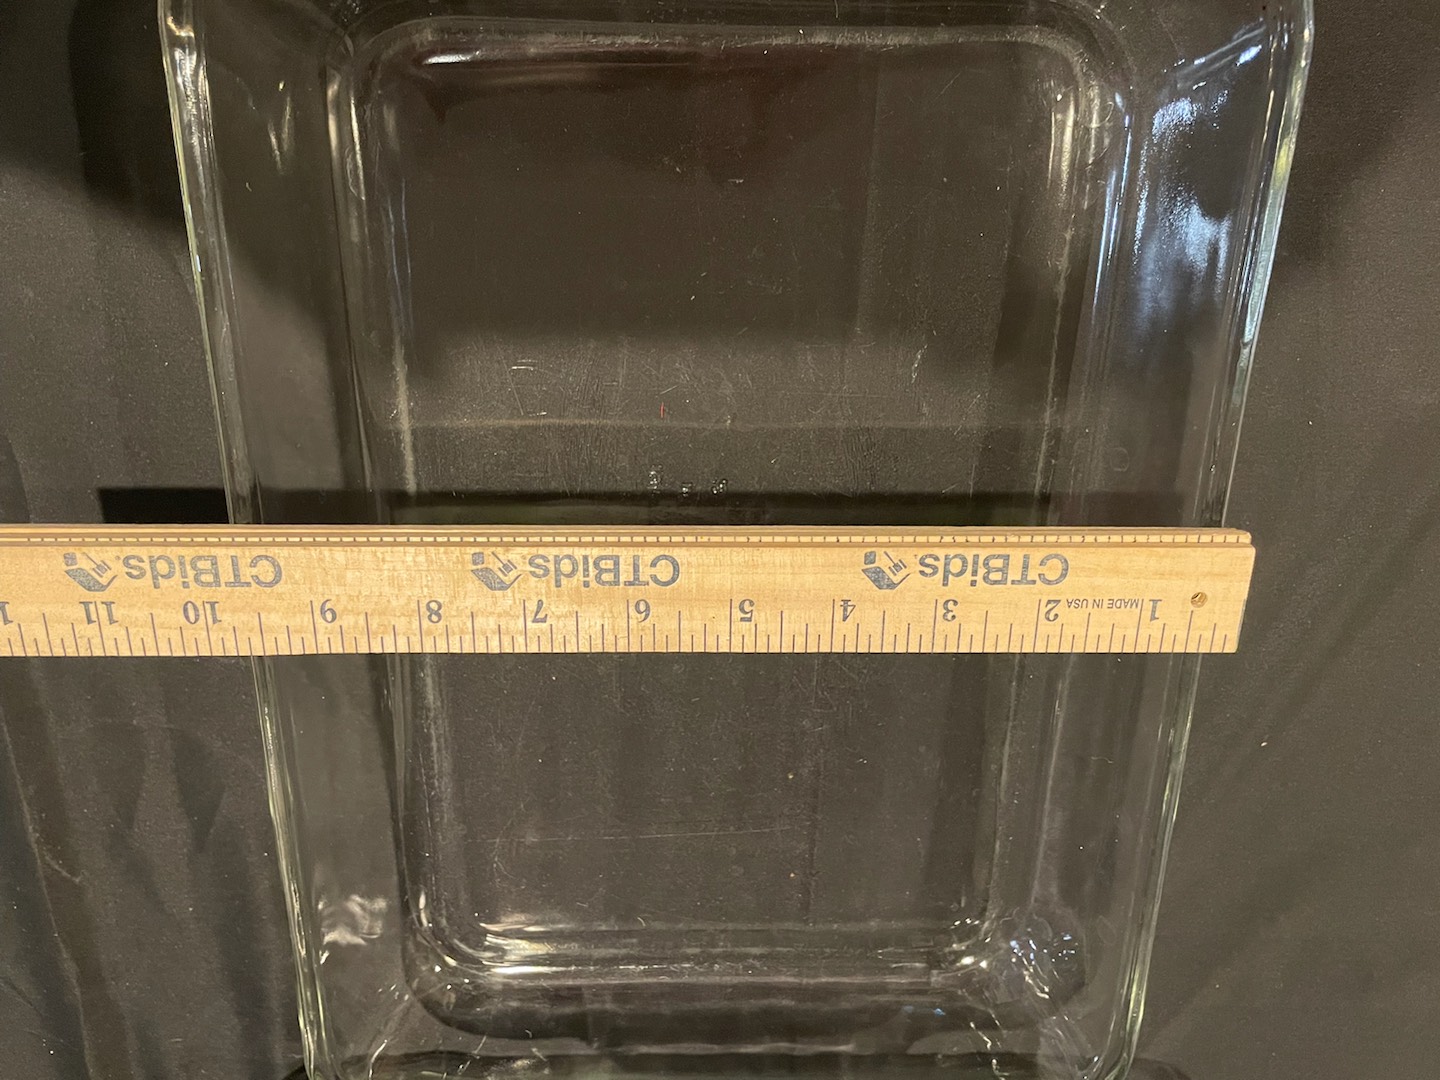 CTBids. CTBids. CTBids.
MADE IN USA
1 2 3 4 5 6 7 8 9 10 11